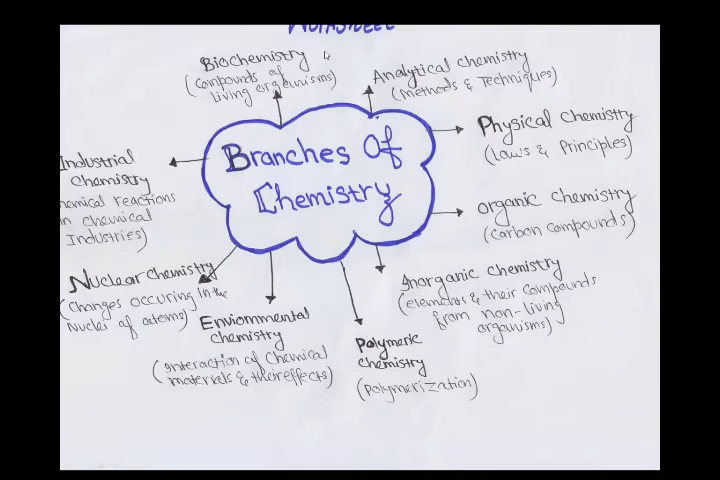 Worksheet
Biochemistry
(compounds of
living organisms)
Analytical chemistry
(Methods & Techniques)
Physical Chemistry
(Laws & Principles)
organic chemistry
(carbon compounds)
Inorganic chemistry
(elements & their compounds
from non-living
organisms)
Polymeric
chemistry
(polymerization)
Enviornmental
chemistry
(interaction of chemical
materials & their effects)
Nuclear chemistry
(changes occuring in the
Nuclei of atoms)
Industrial
chemistry
hemical reactions
in chemical
Industries)
Branches Of
Chemistry